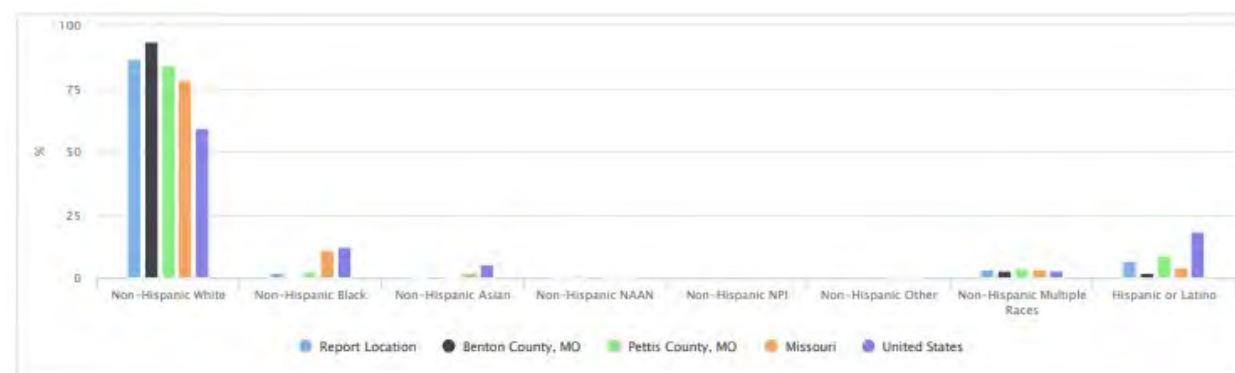 100
75
50
25
0
%
Non-Hispanic White
Non-Hispanic Black
Non-Hispanic Asian
Non-Hispanic NAAN
Non-Hispanic NPI
Non-Hispanic Other
Non-Hispanic Multiple
Races
Hispanic or Latino
Report Location
Benton County, MO
Pettis County, MO
Missouri
United States